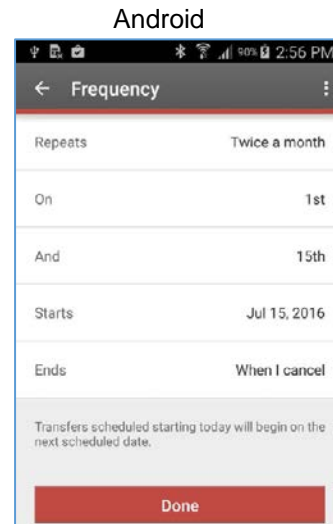 Android
90% 2:56 PM
Frequency
Repeats Twice a month
On 1st
And 15th
Starts Jul 15, 2016
Ends When I cancel
Transfers scheduled starting today will begin on the
next scheduled date.
Done